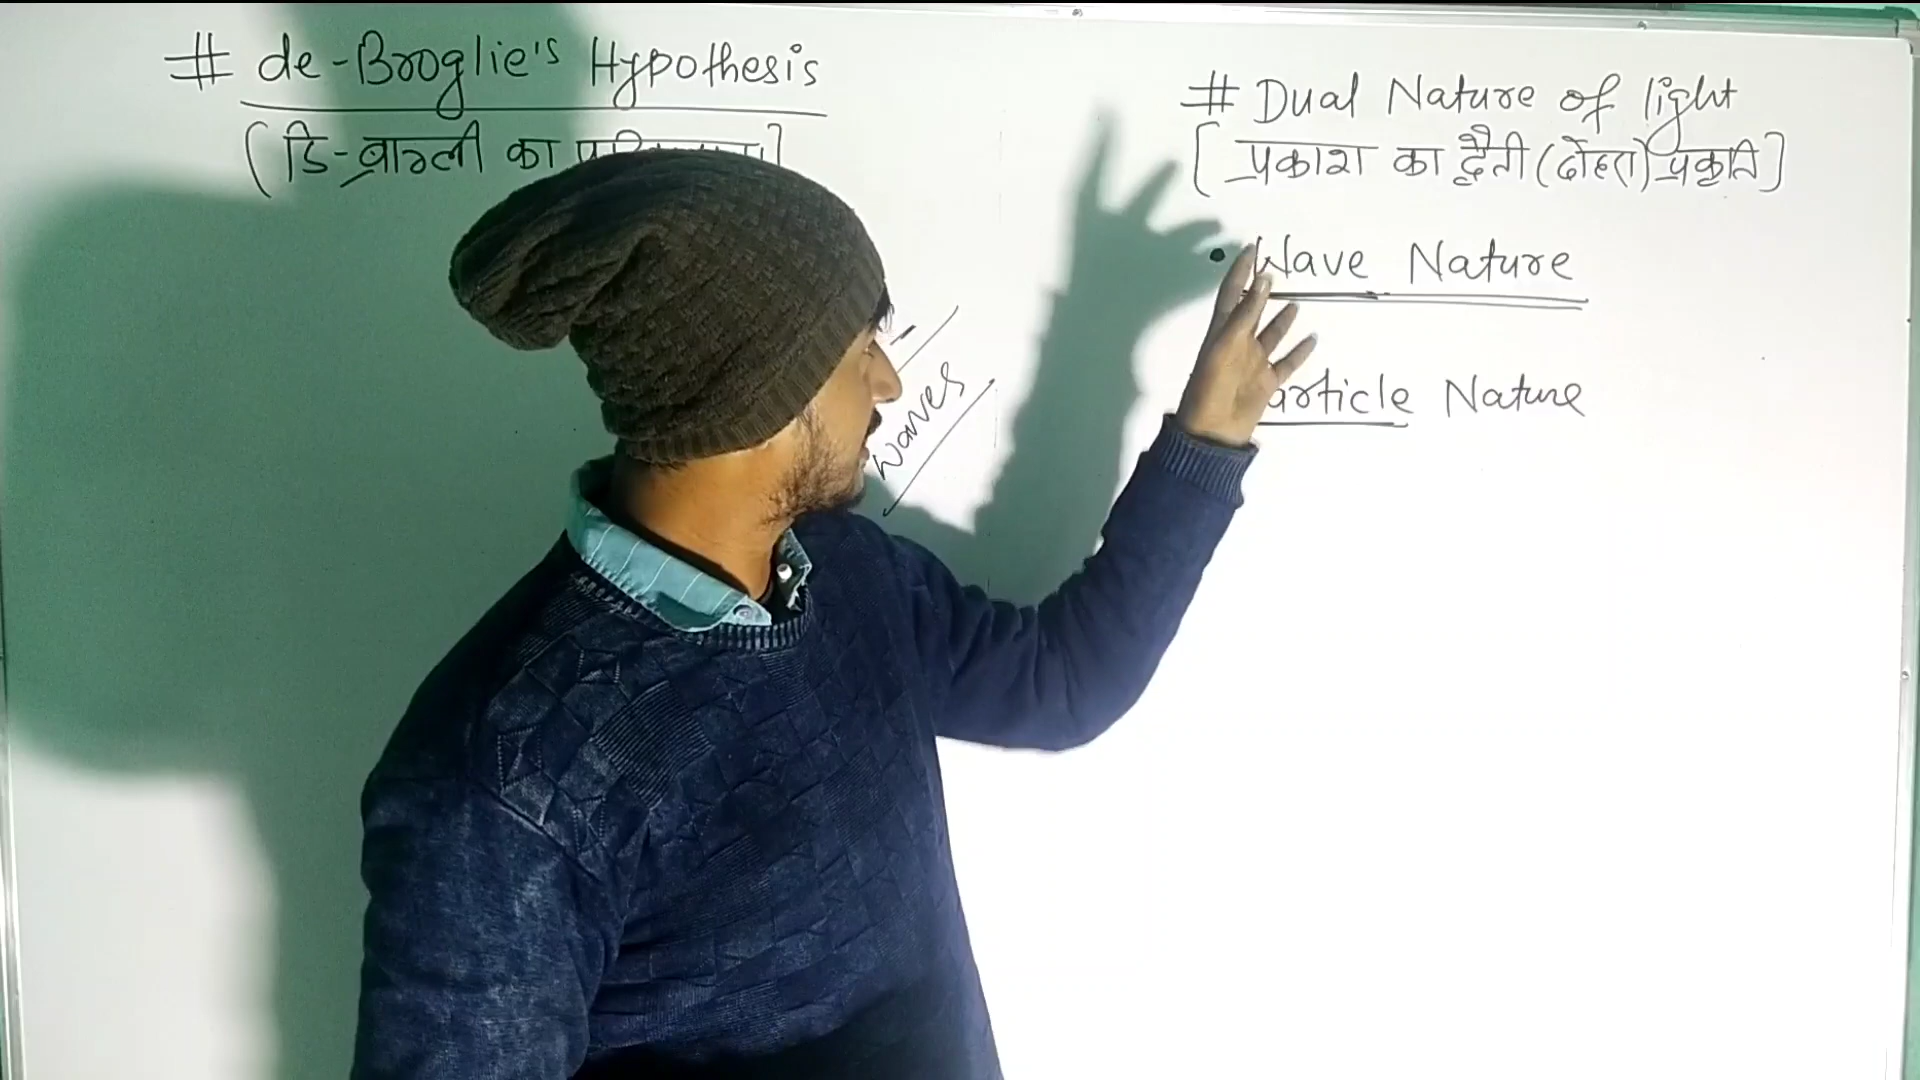 # de-Broglie's Hypothesis
(डि-ब्राग्ली का
waves
# Dual Nature of light
[प्रकाश का द्वैती (दोहरा) प्रकृति]
• Wave Nature
article Nature